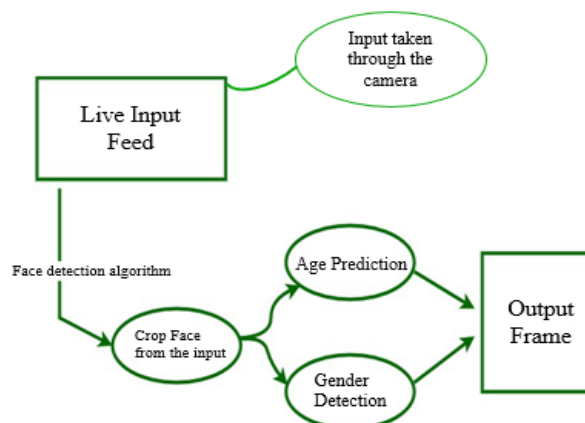 Input taken
through the
camera
Live Input
Feed
Face detection algorithm
Crop Face
from the input
Age Prediction
Gender
Detection
Output
Frame